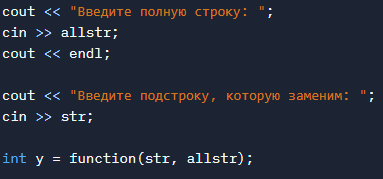 cout << "Введите полную строку: ";
cin >> allstr;
cout << endl;
cout << "Введите подстроку, которую заменим: ";
cin >> str;
int y = function(str, allstr);